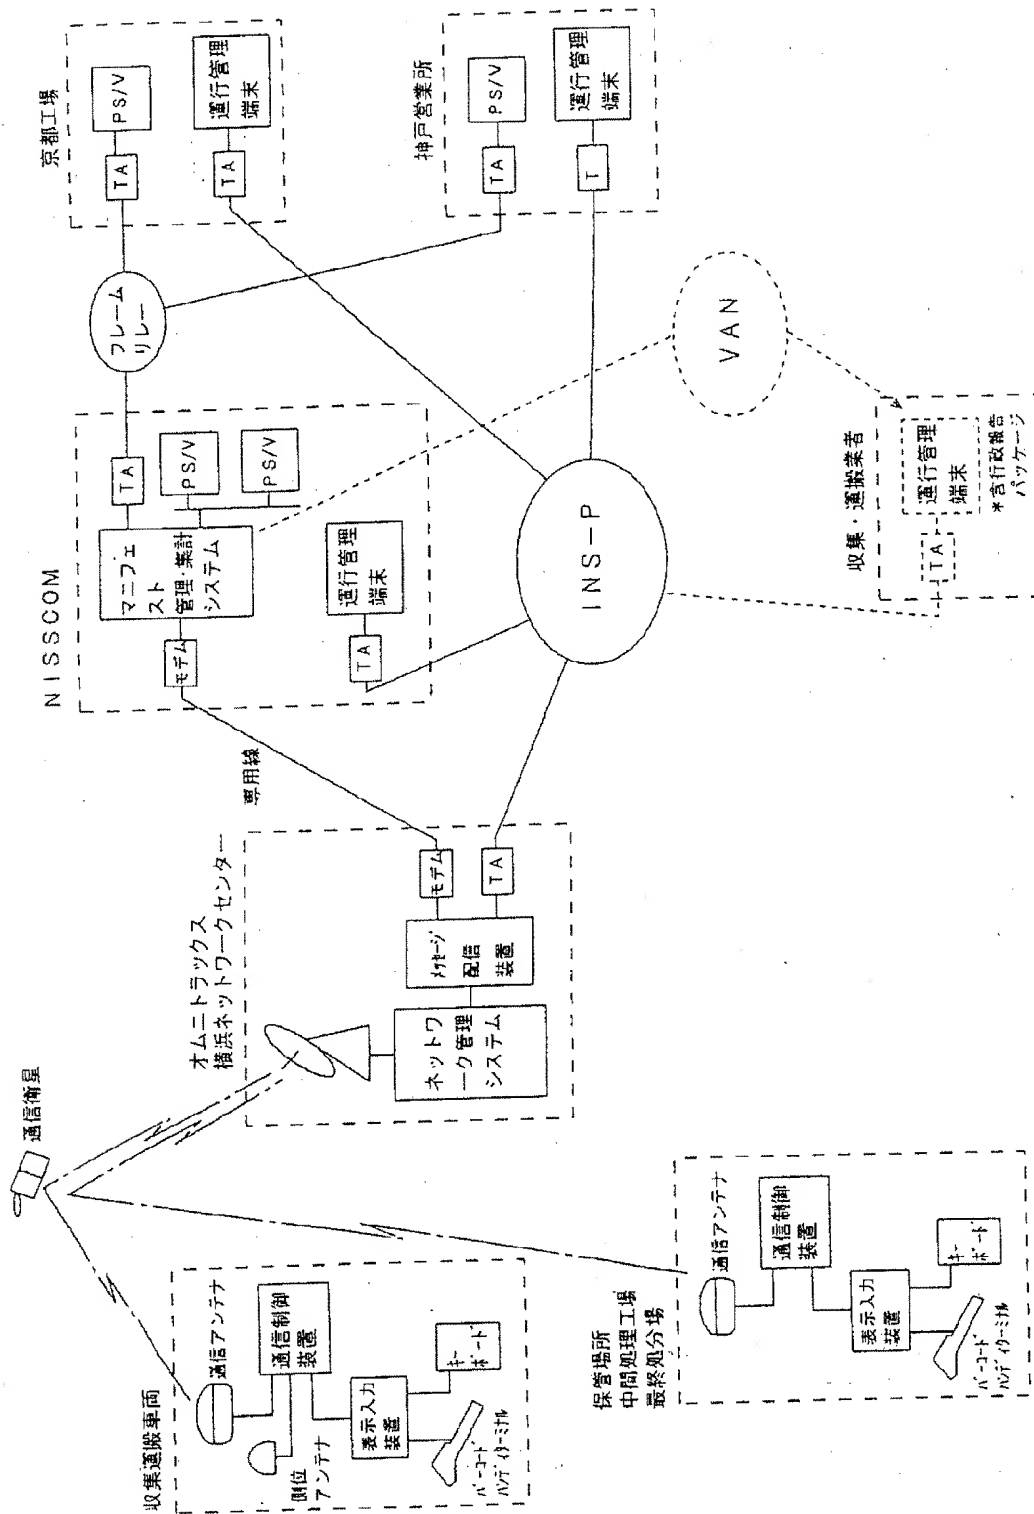 通信衛星
収集運搬車両
通信アンテナ
通信制御
装置
側位
アンテナ
表示入力
装置
キー
ボード
バーコード
ハンディターミナル
保管場所
中間処理工場
最終処分場
通信アンテナ
通信制御
装置
表示入力
装置
キー
ボード
バーコード
ハンディターミナル
オムニトラックス
横浜ネットワークセンター
ネットワ
ーク管理
システム
メッセージ
配信
装置
モデム
TA
専用線
NISSCOM
モデム
マニフェ
スト
管理・集計
システム
TA
PS/V
PS/V
TA
運行管理
端末
フレーム
リレー
INS-P
VAN
京都工場
TA
PS/V
TA
運行管理
端末
神戸営業所
TA
PS/V
T
運行管理
端末
収集・運搬業者
TA
運行管理
端末
*含行政報告
パッケージ